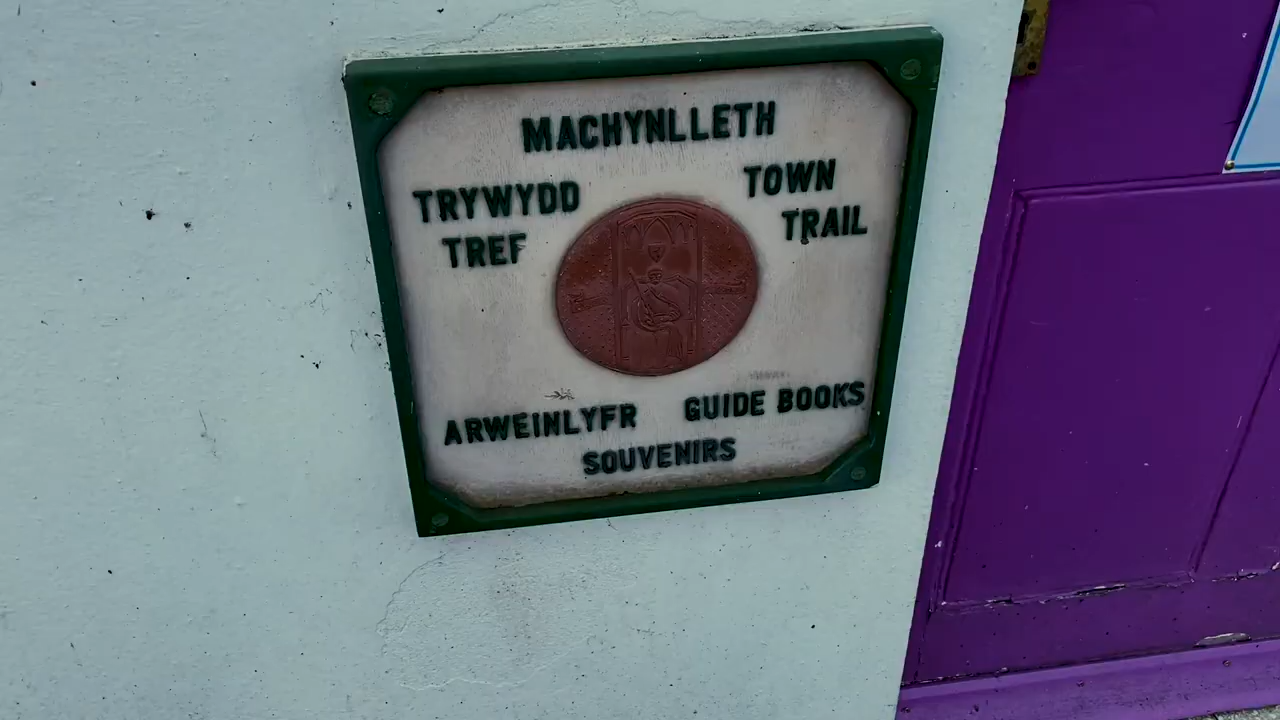 MACHYNLLETH
TRYWYDD
TREF
TOWN
TRAIL
ARWEINLYFR GUIDE BOOKS
SOUVENIRS